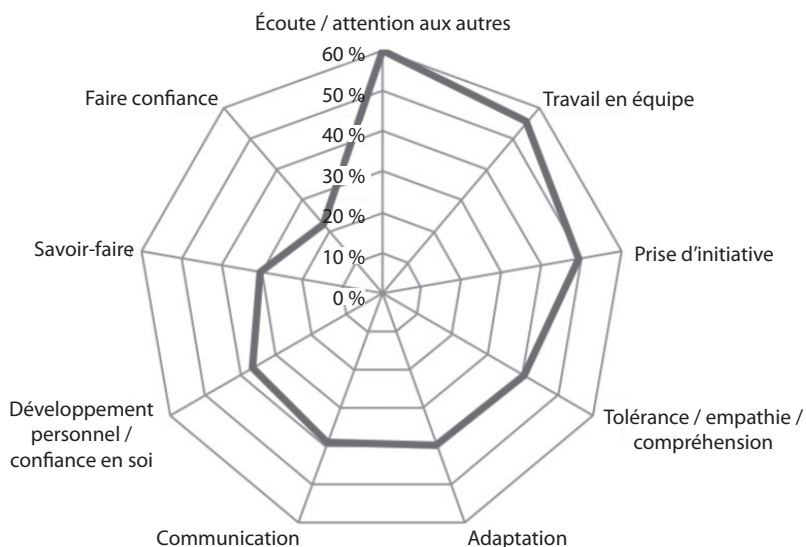 Écoute / attention aux autres
60 %
50 %
40 %
30 %
20 %
10 %
0 %
Travail en équipe
Prise d'initiative
Tolérance / empathie /
compréhension
Adaptation
Communication
Développement
personnel /
confiance en soi
Savoir-faire
Faire confiance